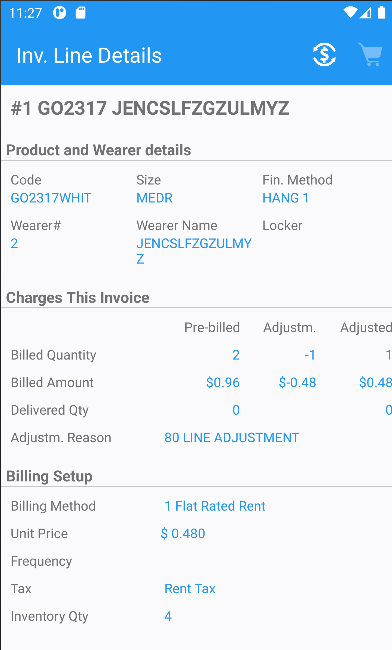 11:27
Inv. Line Details
#1 GO2317 JENCSLFZGZULMYZ
Product and Wearer details
Code Size Fin. Method
GO2317WHIT MEDR HANG 1
Wearer# Wearer Name Locker
2 JENCSLFZGZULMY
Z
Charges This Invoice
Pre-billed Adjustm. Adjusted
Billed Quantity 2 -1 1
Billed Amount $0.96 $-0.48 $0.48
Delivered Qty 0 0
Adjustm. Reason 80 LINE ADJUSTMENT
Billing Setup
Billing Method 1 Flat Rated Rent
Unit Price $ 0.480
Frequency
Tax Rent Tax
Inventory Qty 4